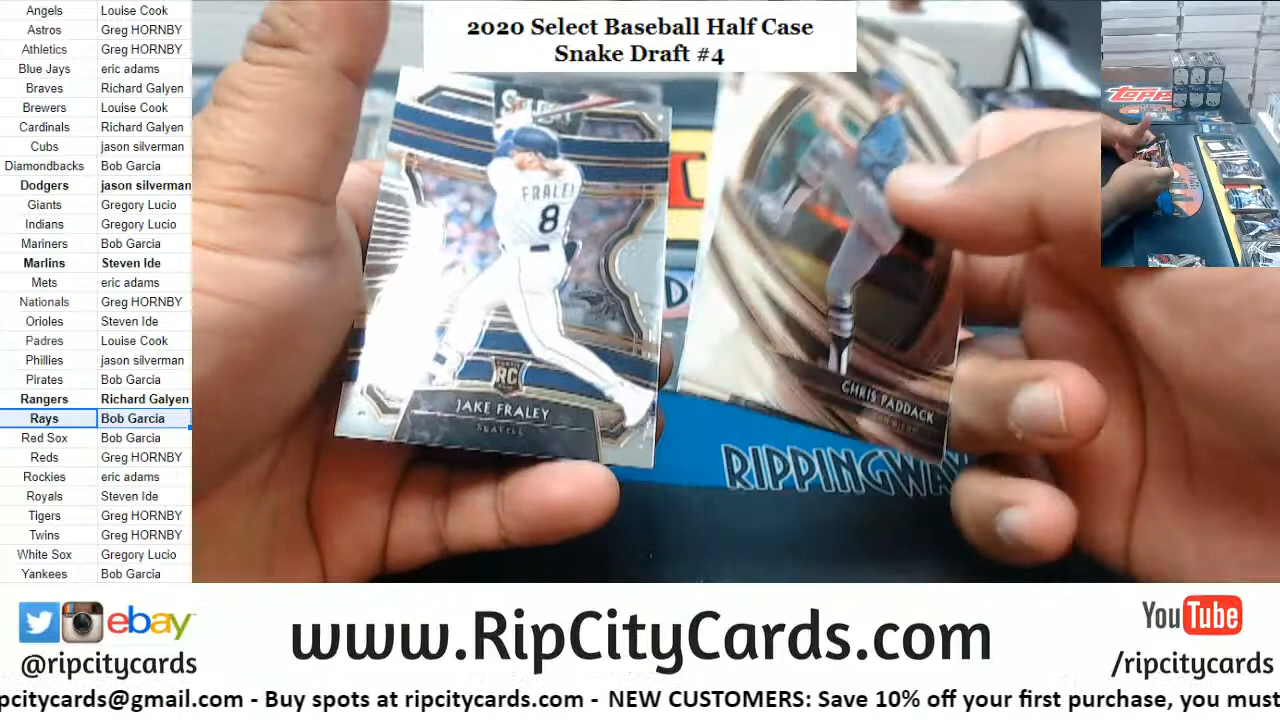 2020 Select Baseball Half Case
Snake Draft #4
Angels Louise Cook
Astros Greg HORNBY
Athletics Greg HORNBY
Blue Jays eric adams
Braves Richard Galyen
Brewers Louise Cook
Cardinals Richard Galyen
Cubs jason silverman
Diamondbacks Bob Garcia
Dodgers jason silverman
Giants Gregory Lucio
Indians Gregory Lucio
Mariners Bob Garcia
Marlins Steven Ide
Mets eric adams
Nationals Greg HORNBY
Orioles Steven Ide
Padres Louise Cook
Phillies jason silverman
Pirates Bob Garcia
Rangers Richard Galyen
Rays Bob Garcia
Red Sox Bob Garcia
Reds Greg HORNBY
Rockies eric adams
Royals Steven Ide
Tigers Greg HORNBY
Twins Greg HORNBY
White Sox Gregory Lucio
Yankees Bob Garcia
FRALEY
8
RC
JAKE FRALEY
SEATTLE
CHRIS PADDACK
RIPPINGWA
TOPPS
ebay
@ripcitycards
www.RipCityCards.com
YouTube
/ripcitycards
pcitycards@gmail.com - Buy spots at ripcitycards.com - NEW CUSTOMERS: Save 10% off your first purchase, you must